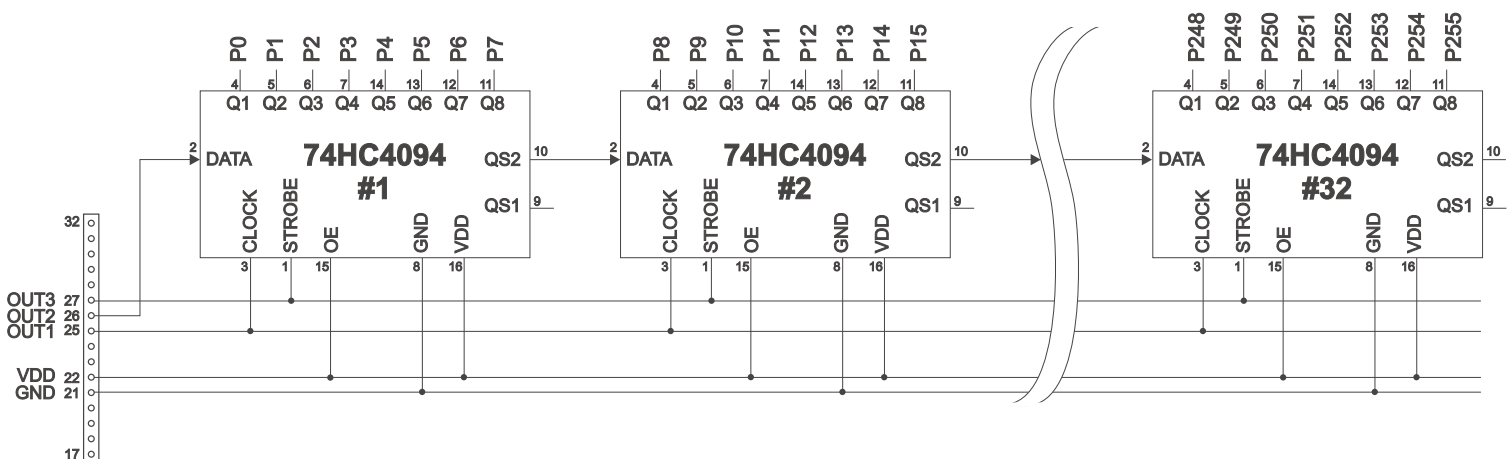 P0 P1 P2 P3 P4 P5 P6 P7 P8 P9 P10 P11 P12 P13 P14 P15 P248 P249 P250 P251 P252 P253 P254 P255
4 5 6 7 14 13 12 11 4 5 6 7 14 13 12 11 4 5 6 7 14 13 12 11
Q1 Q2 Q3 Q4 Q5 Q6 Q7 Q8 Q1 Q2 Q3 Q4 Q5 Q6 Q7 Q8 Q1 Q2 Q3 Q4 Q5 Q6 Q7 Q8
2 DATA 74HC4094 QS2 10 2 DATA 74HC4094 QS2 10 2 DATA 74HC4094 QS2 10
#1 #2 #32
QS1 9 QS1 9 QS1 9
CLOCK STROBE OE GND VDD CLOCK STROBE OE GND VDD CLOCK STROBE OE GND VDD
3 1 15 8 16 3 1 15 8 16 3 1 15 8 16
32
OUT3 27
OUT2 26
OUT1 25
VDD 22
GND 21
17